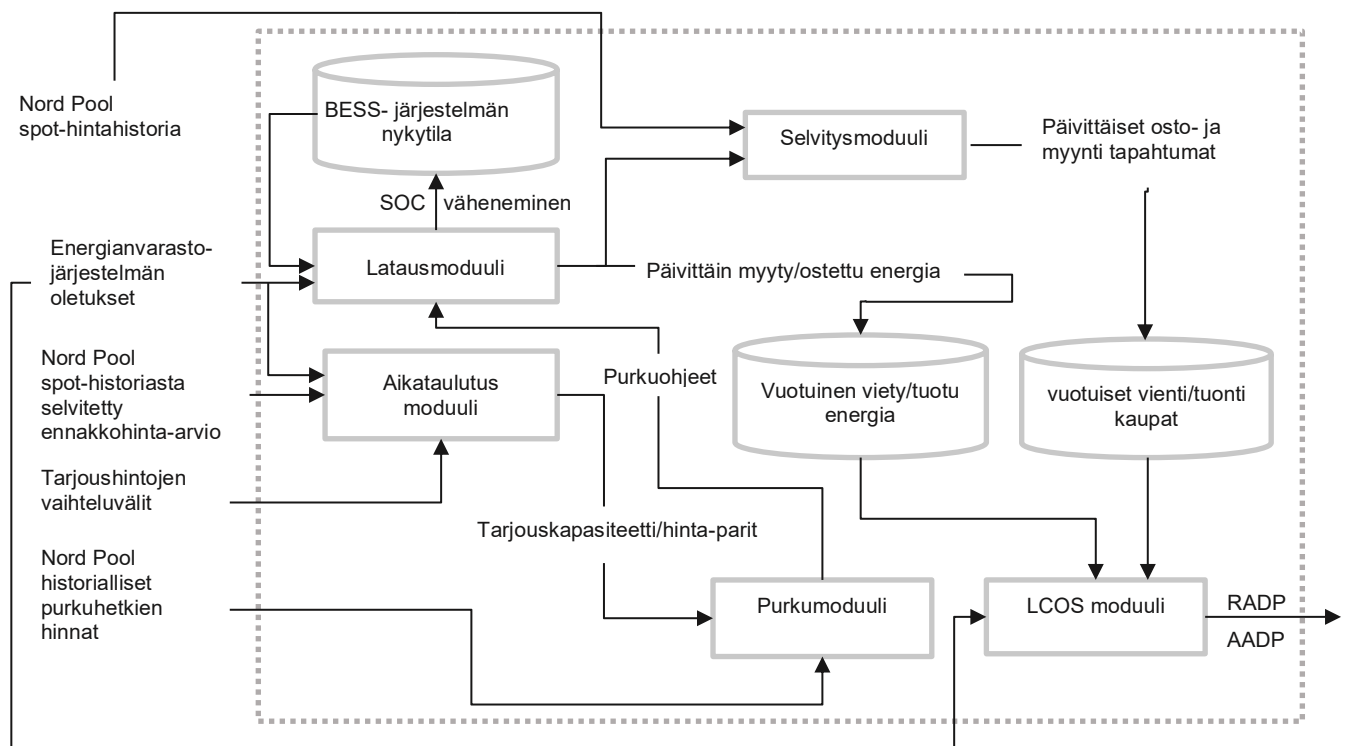 Nord Pool
spot-hintahistoria
BESS- järjestelmän
nykytila
Selvitysmoduuli
Päivittäiset osto- ja
myynti tapahtumat
SOC väheneminen
Energianvarasto-
järjestelmän
oletukset
Latausmoduuli
Päivittäin myyty/ostettu energia
Nord Pool
spot-historiasta
selvitetty
ennakkohinta-arvio
Aikataulutus
moduuli
Purkuohjeet
Vuotuinen viety/tuotu
energia
vuotuiset vienti/tuonti
kaupat
Tarjoushintojen
vaihteluvälit
Tarjouskapasiteetti/hinta-parit
Nord Pool
historialliset
purkuhetkien
hinnat
Purkumoduuli
LCOS moduuli
RADP
AADP